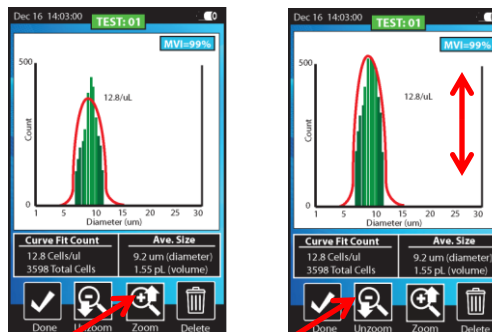 Dec 16 14:03:00
TEST: 01
MVI=99%
500
12.8/uL
Count
0
1 5 10 15 20 25 30
Diameter (um)
Curve Fit Count
12.8 Cells/ul
3598 Total Cells
Ave. Size
9.2 um (diameter)
1.55 pL (volume)
Done Unzoom Zoom Delete
Dec 16 14:03:00
TEST: 01
MVI=99%
500
12.8/uL
Count
0
1 5 10 15 20 25 30
Diameter (um)
Curve Fit Count
12.8 Cells/ul
3598 Total Cells
Ave. Size
9.2 um (diameter)
1.55 pL (volume)
Done Unzoom Zoom Delete